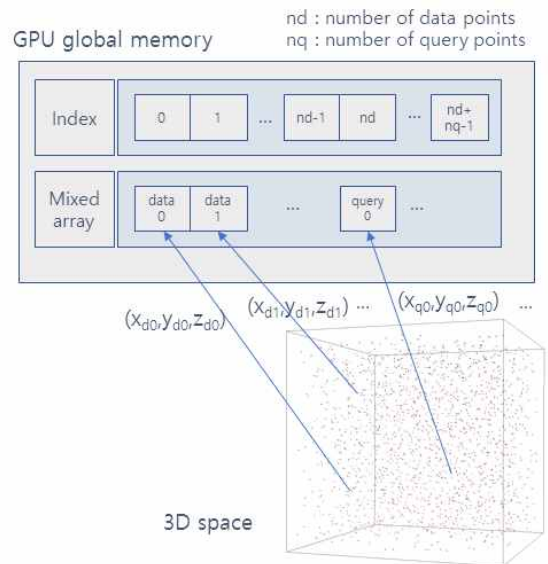 nd : number of data points
nq : number of query points
GPU global memory
Index
0 1 ... nd-1 nd ... nd+
nq-1
Mixed
array
data
0
data
1
...
query
0
...
(xd0,yd0,zd0)
(xd1,yd1,zd1) ...
(xq0,yq0,zq0) ...
3D space